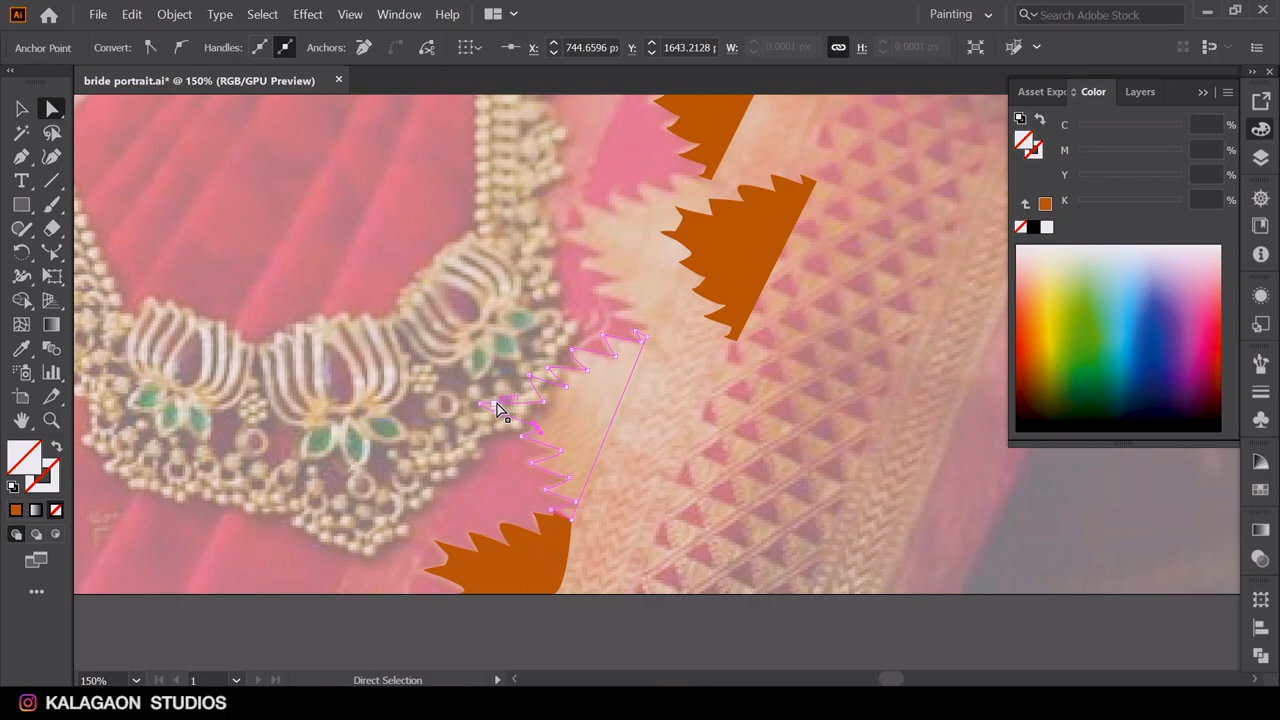 Ai File Edit Object Type Select Effect View Window Help Painting Search Adobe Stock
Anchor Point Convert: Handles: Anchors: X: 744.6596 px Y: 1643.2128 p W: 0.0001 px H: 0.0001 px
bride portrait.ai* @ 150% (RGB/GPU Preview)
Asset Expo Color Layers
C %
M %
Y %
K %
150% 1 Direct Selection
KALAGAON STUDIOS